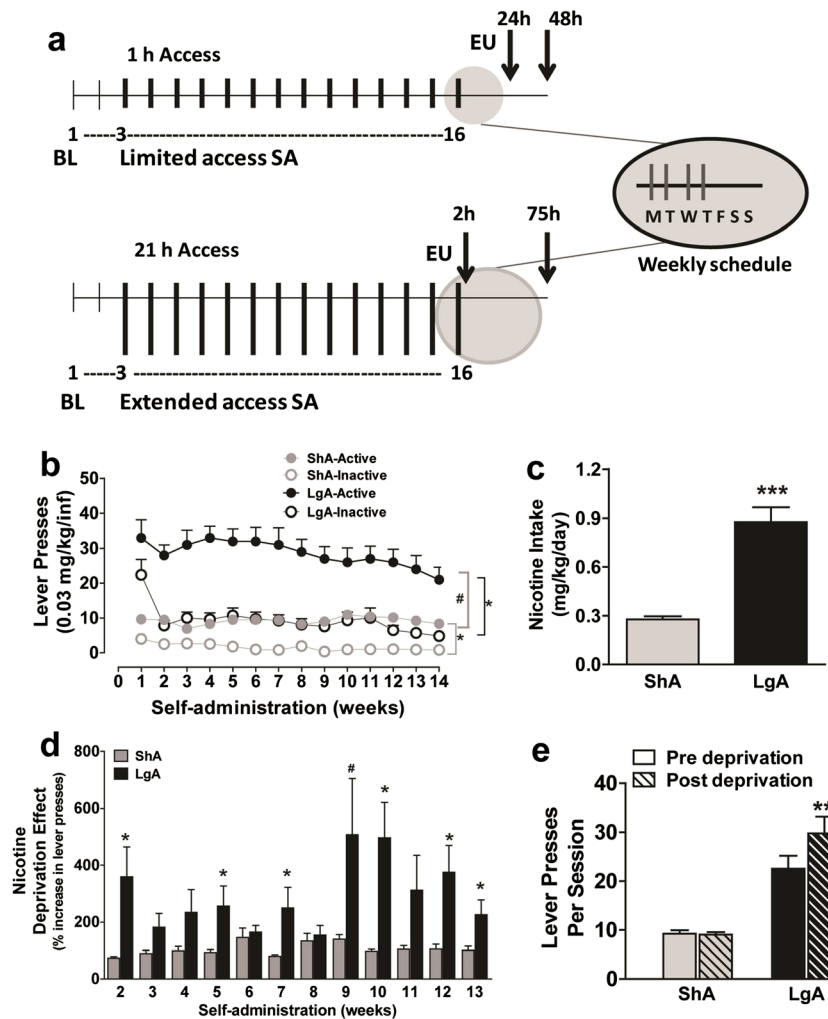 a
1 h Access
EU
24h
48h
1 ----- 3 ------------------------------------ 16
BL
Limited access SA
M T W T F S S
Weekly schedule
21 h Access
EU
2h
75h
1 ----- 3 ------------------------------------ 16
BL
Extended access SA
b
ShA-Active
ShA-Inactive
LgA-Active
LgA-Inactive
Lever Presses
(0.03 mg/kg/inf)
50
40
30
20
10
0
#
*
*
0 1 2 3 4 5 6 7 8 9 10 11 12 13 14
Self-administration (weeks)
c
Nicotine Intake
(mg/kg/day)
1.2
0.9
0.6
0.3
0.0
***
ShA
LgA
d
ShA
LgA
Nicotine
Deprivation Effect
(% increase in lever presses)
800
600
400
200
0
* * * # * * *
2 3 4 5 6 7 8 9 10 11 12 13
Self-administration (weeks)
e
Pre deprivation
Post deprivation
Lever Presses
Per Session
40
30
20
10
0
**
ShA
LgA